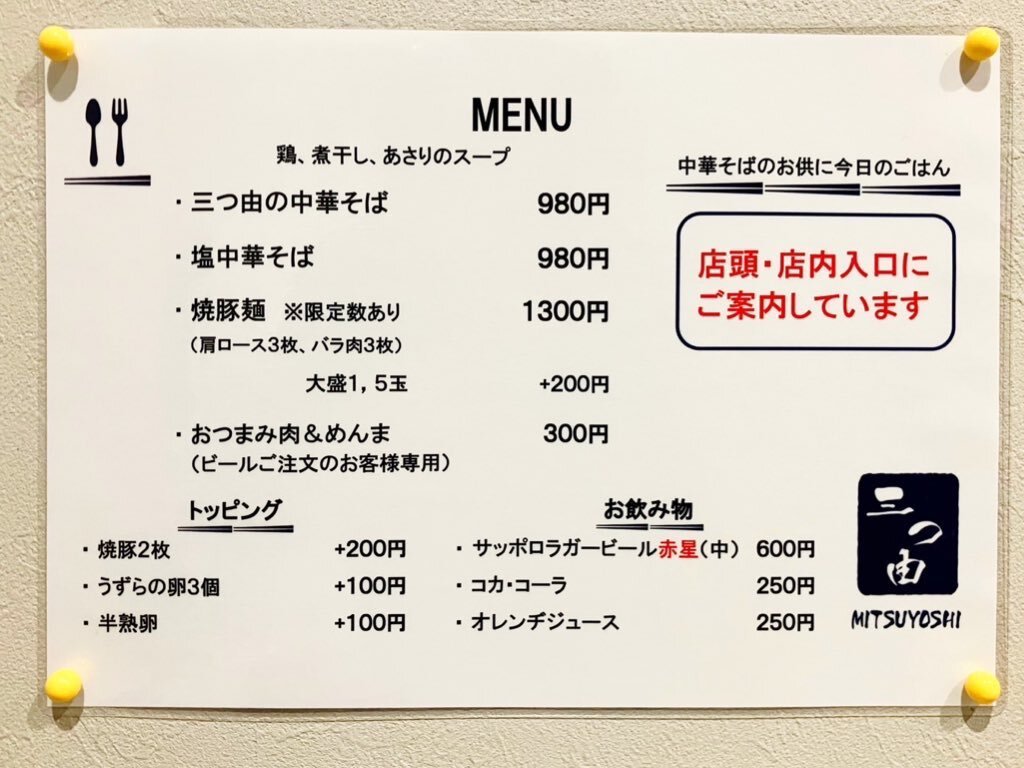 MENU
鶏、煮干し、あさりのスープ
・三つ由の中華そば 980円
・塩中華そば 980円
・焼豚麺 ※限定数あり 1300円
（肩ロース3枚、バラ肉3枚）
大盛1，5玉 +200円
・おつまみ肉＆めんま 300円
（ビールご注文のお客様専用）
中華そばのお供に今日のごはん
店頭・店内入口に
ご案内しています
トッピング
・焼豚2枚 +200円
・うずらの卵3個 +100円
・半熟卵 +100円
お飲み物
・サッポロラガービール赤星（中） 600円
・コカ・コーラ 250円
・オレンヂジュース 250円
三つ由
MITSUYOSHI